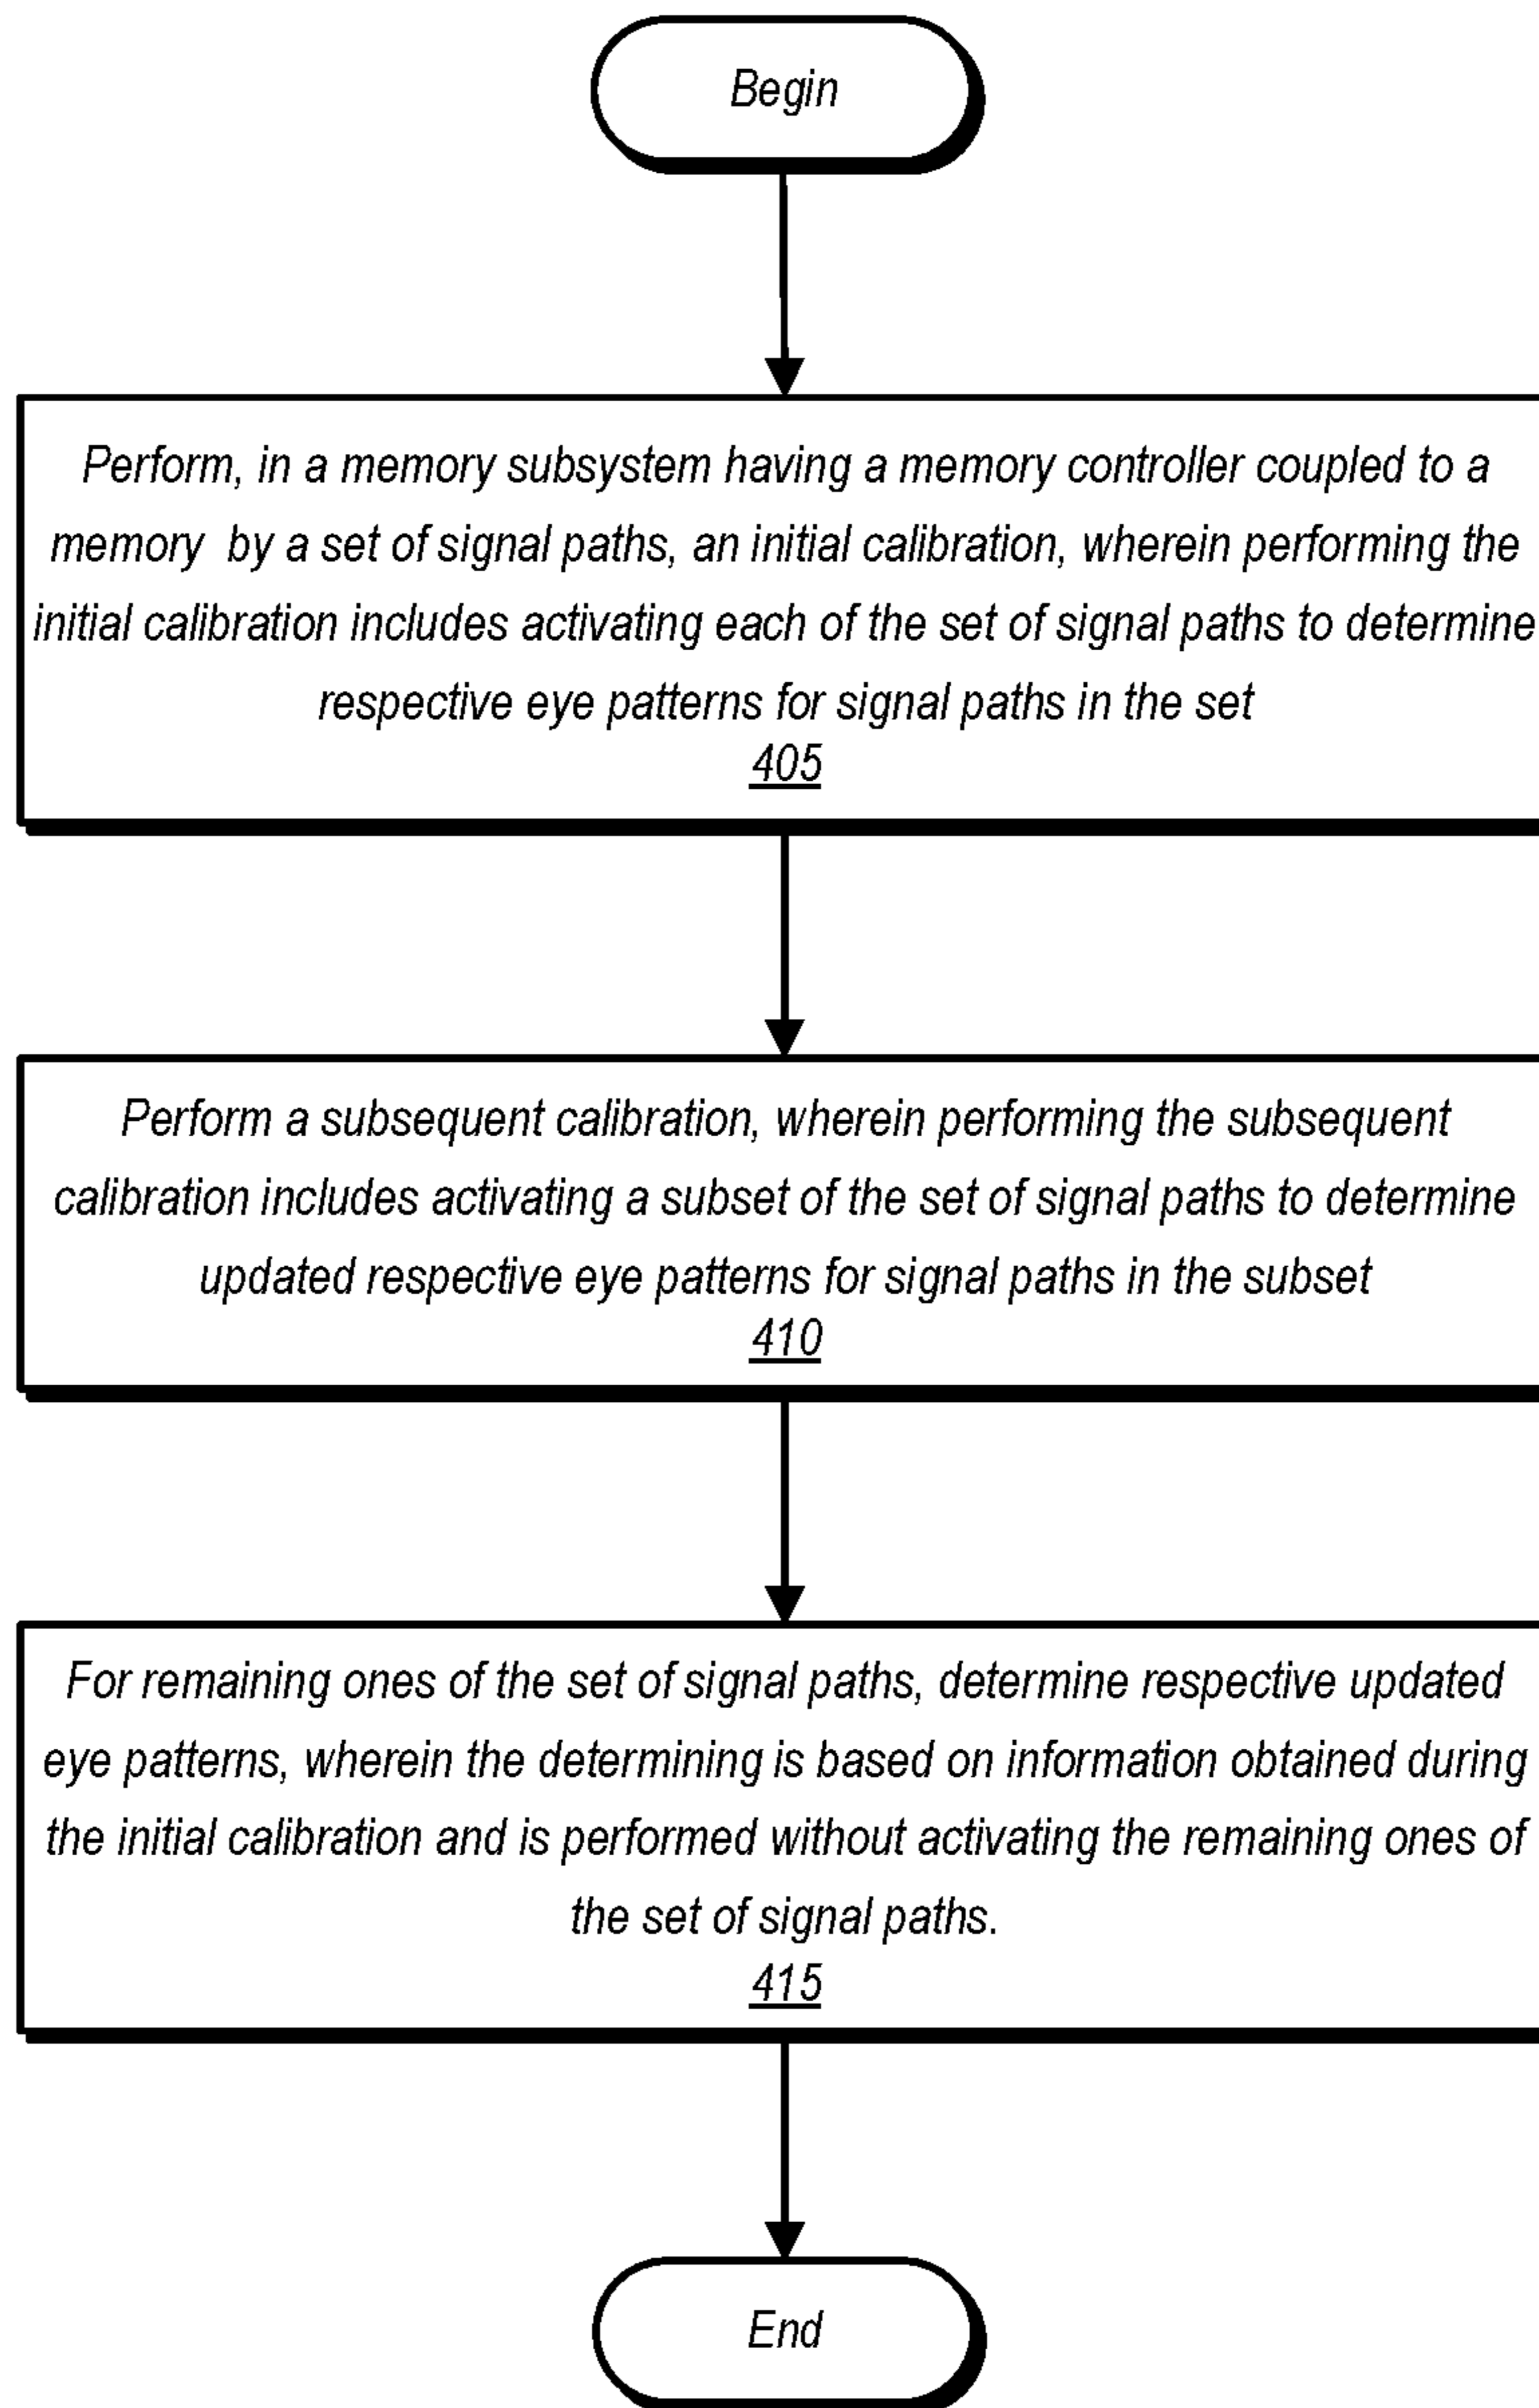 Begin
Perform, in a memory subsystem having a memory controller coupled to a
memory by a set of signal paths, an initial calibration, wherein performing the
initial calibration includes activating each of the set of signal paths to determine
respective eye patterns for signal paths in the set
405
Perform a subsequent calibration, wherein performing the subsequent
calibration includes activating a subset of the set of signal paths to determine
updated respective eye patterns for signal paths in the subset
410
For remaining ones of the set of signal paths, determine respective updated
eye patterns, wherein the determining is based on information obtained during
the initial calibration and is performed without activating the remaining ones of
the set of signal paths.
415
End